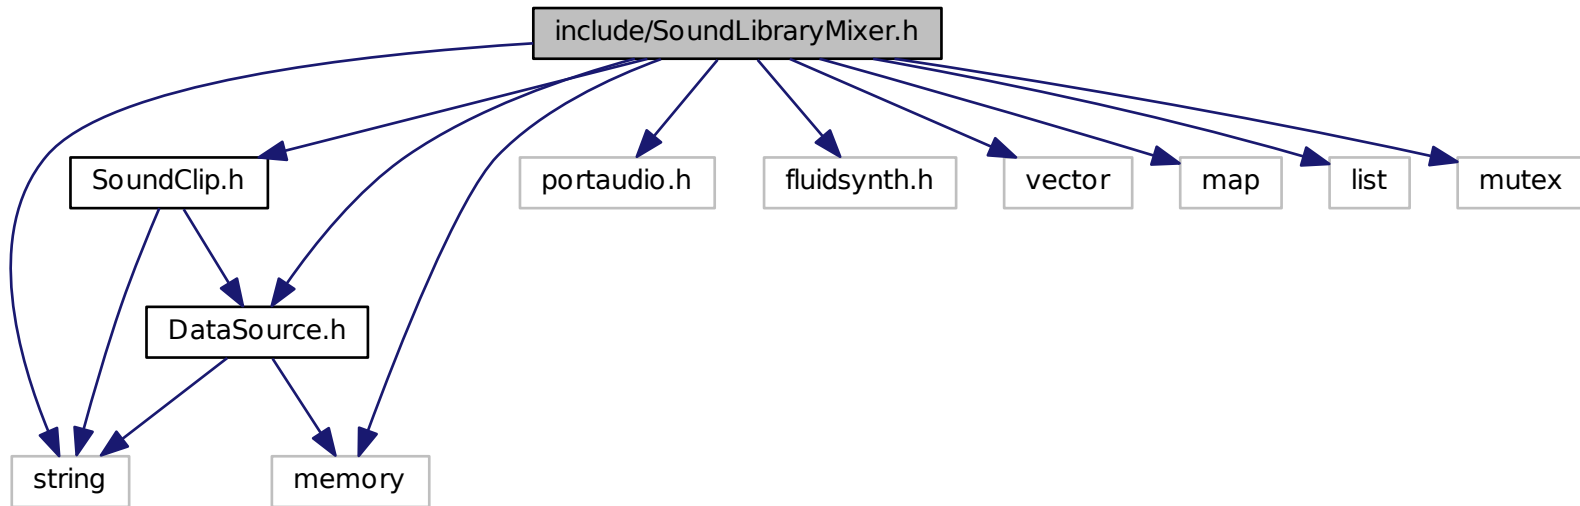 include/SoundLibraryMixer.h
SoundClip.h
portaudio.h
fluidsynth.h
vector
map
list
mutex
DataSource.h
string
memory